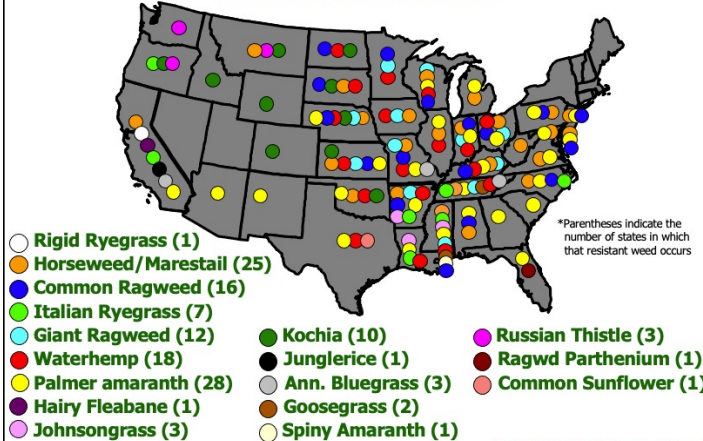 *Parentheses indicate the
number of states in which
that resistant weed occurs
Rigid Ryegrass (1)
Horseweed/Marestail (25)
Common Ragweed (16)
Italian Ryegrass (7)
Giant Ragweed (12)
Waterhemp (18)
Palmer amaranth (28)
Hairy Fleabane (1)
Johnsongrass (3)
Kochia (10)
Junglerice (1)
Ann. Bluegrass (3)
Goosegrass (2)
Spiny Amaranth (1)
Russian Thistle (3)
Ragwd Parthenium (1)
Common Sunflower (1)